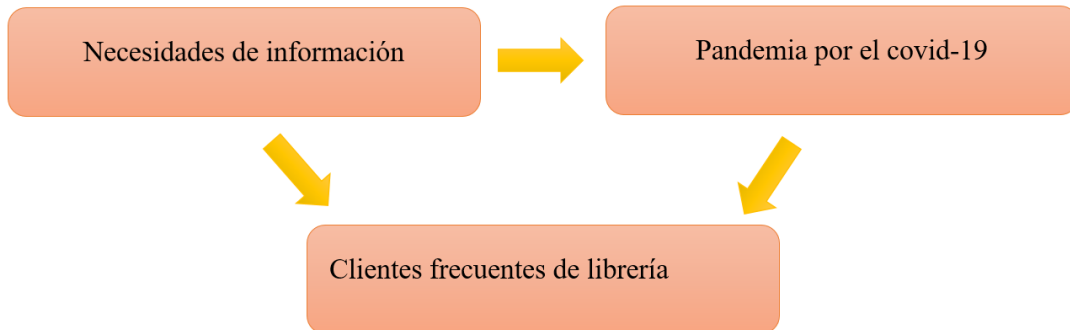 Necesidades de información
Pandemia por el covid-19
Clientes frecuentes de librería